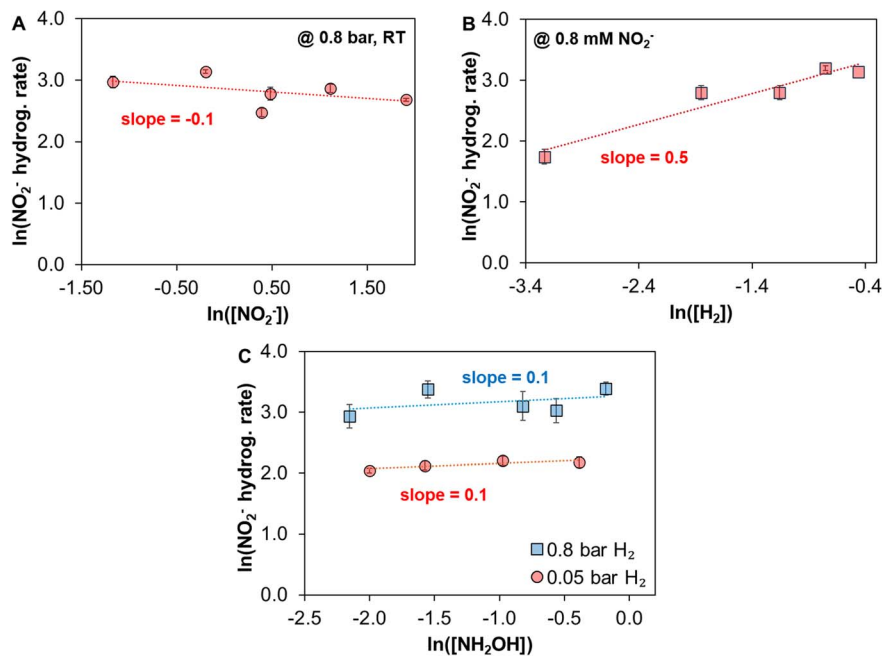 A
@ 0.8 bar, RT
4.0
3.0
2.0
1.0
0.0
slope = -0.1
-1.50
-0.50
0.50
1.50
ln([NO₂⁻])
ln(NO₂⁻ hydrog. rate)
B
@ 0.8 mM NO₂⁻
4.0
3.0
2.0
1.0
0.0
slope = 0.5
-3.4
-2.4
-1.4
-0.4
ln([H₂])
ln(NO₂⁻ hydrog. rate)
C
4.0
3.0
2.0
1.0
0.0
slope = 0.1
slope = 0.1
0.8 bar H₂
0.05 bar H₂
-2.5
-2.0
-1.5
-1.0
-0.5
0.0
ln([NH₂OH])
ln(NO₂⁻ hydrog. rate)